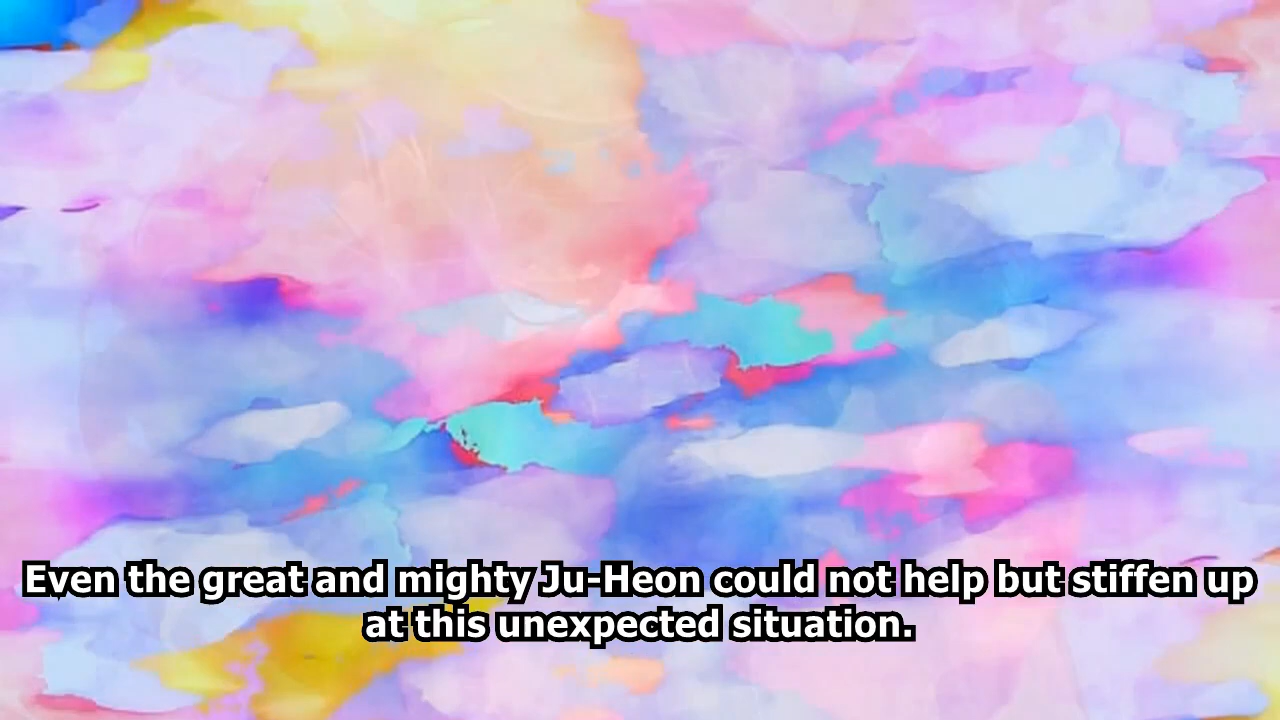 Even the great and mighty Ju-Heon could not help but stiffen up
at this unexpected situation.